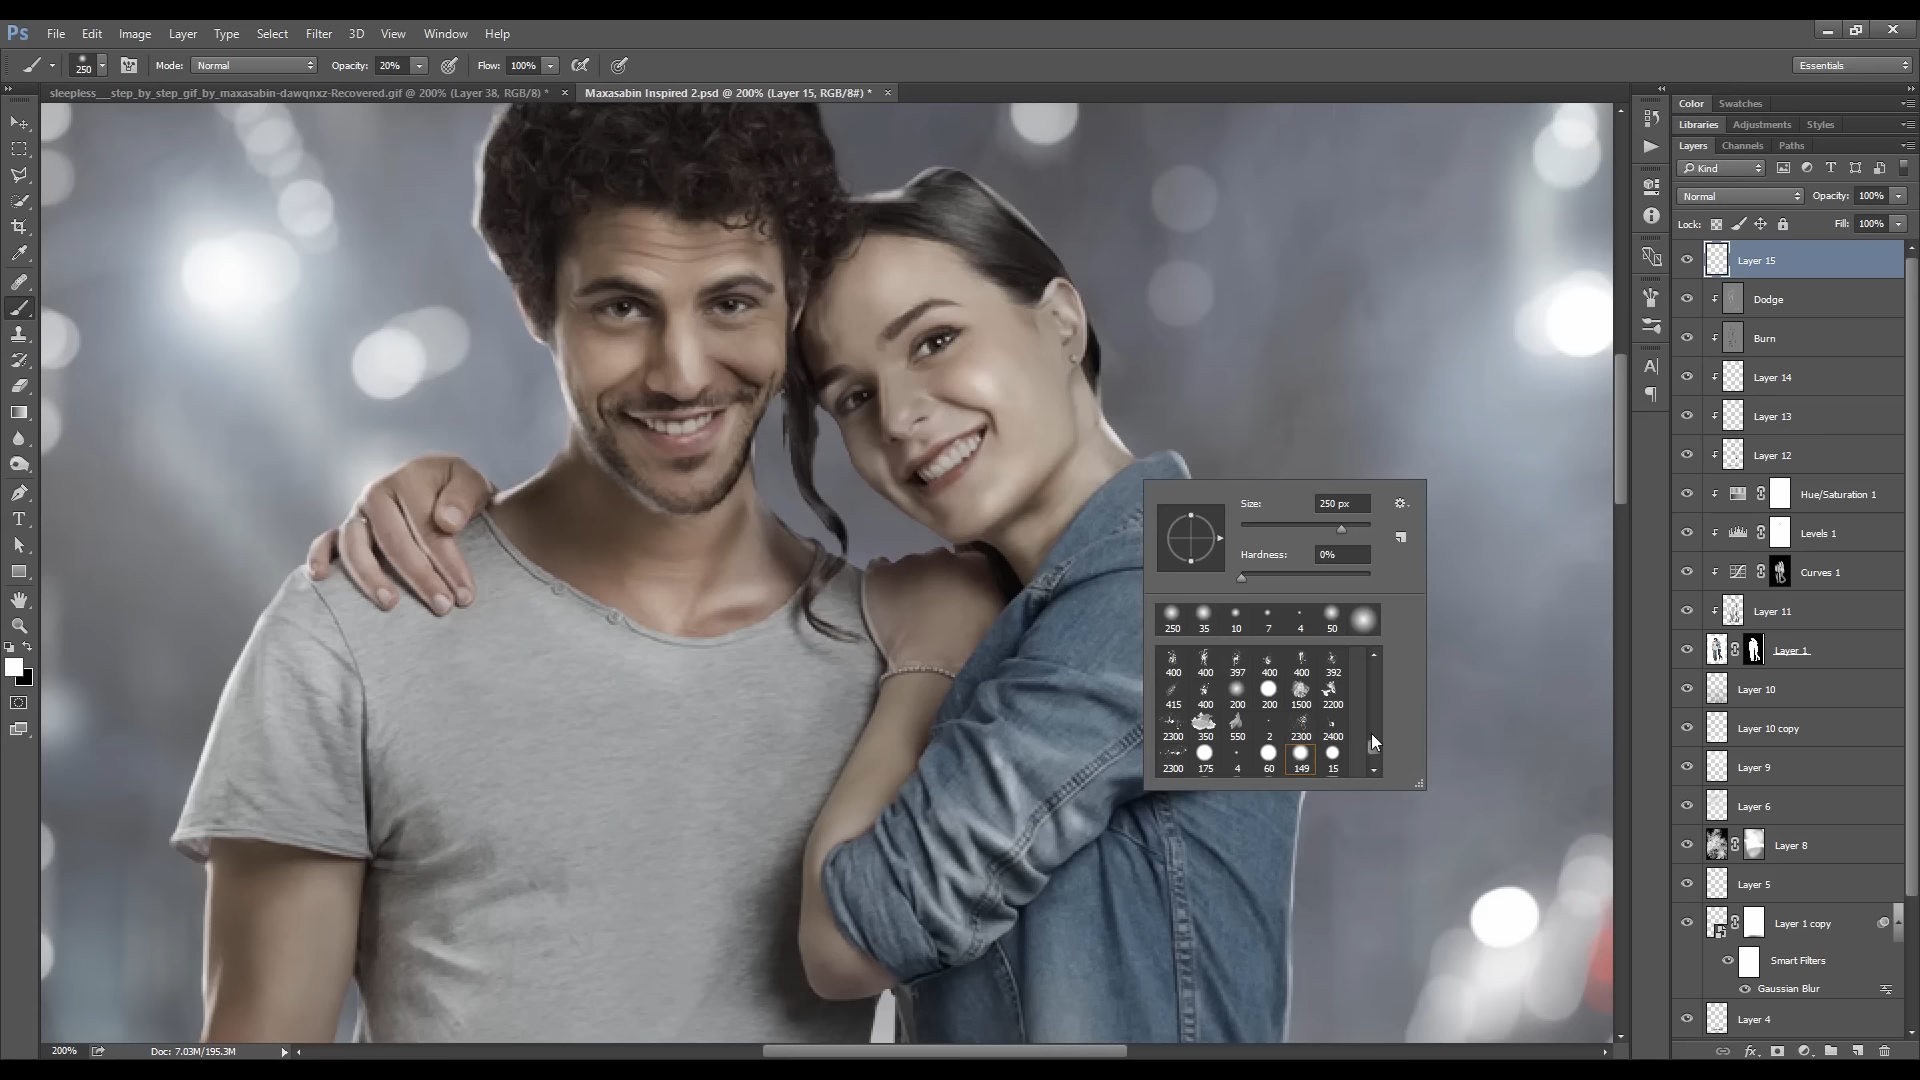 Ps File Edit Image Layer Type Select Filter 3D View Window Help
250 Mode: Normal Opacity: 20% Flow: 100% Essentials
sleepless___step_by_step_gif_by_maxasabin-dawqnxz-Recovered.gif @ 200% (Layer 38, RGB/8) * Maxasabin Inspired 2.psd @ 200% (Layer 15, RGB/8#) *
Color Swatches
Libraries Adjustments Styles
Layers Channels Paths
Kind
Normal Opacity: 100%
Lock: Fill: 100%
Layer 15
Dodge
Burn
Layer 14
Layer 13
Layer 12
Hue/Saturation 1
Levels 1
Curves 1
Layer 11
Layer 1
Layer 10
Layer 10 copy
Layer 9
Layer 6
Layer 8
Layer 5
Layer 1 copy
Smart Filters
Gaussian Blur
Layer 4
fx
T
A
Size: 250 px
Hardness: 0%
250 35 10 7 4 50
400 400 397 400 400 392
415 400 200 200 1500 2200
2300 350 550 2 2300 2400
2300 175 4 60 149 15
200% Doc: 7.03M/195.3M